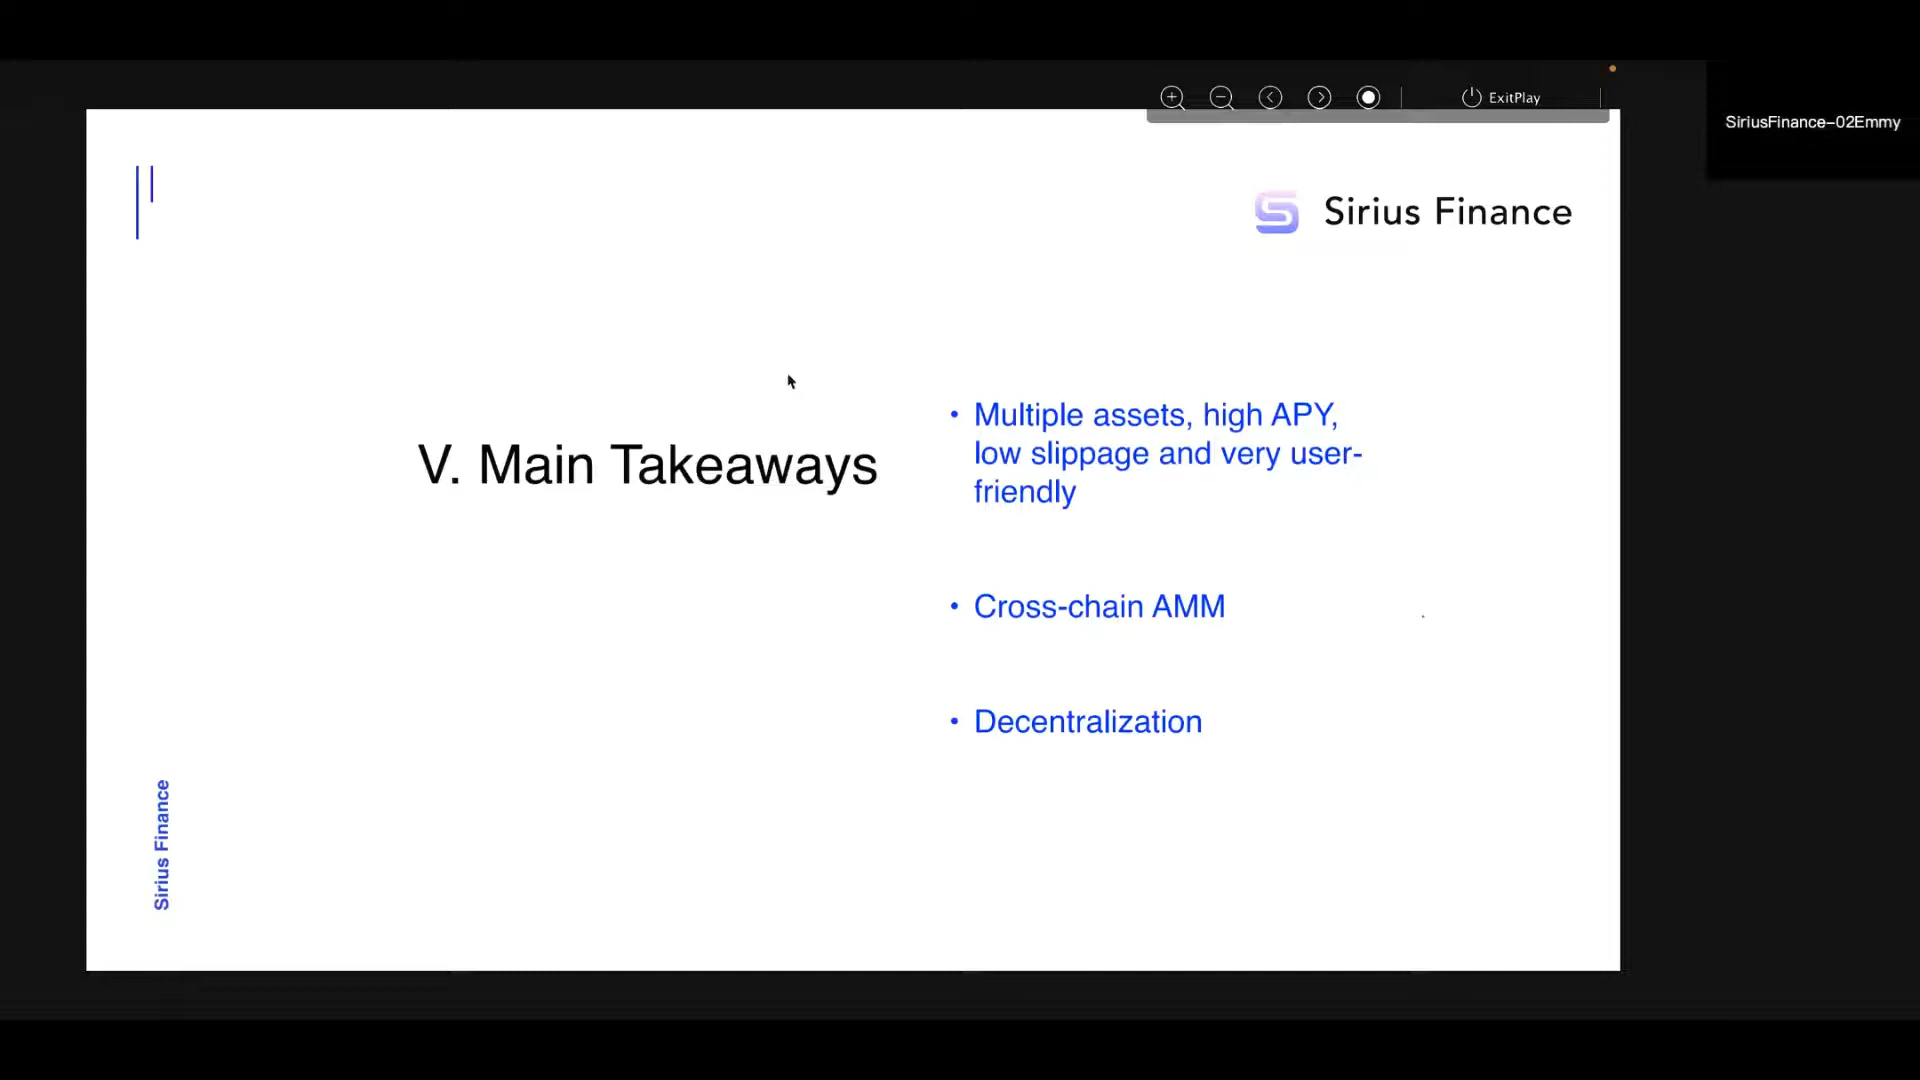 ExitPlay
SiriusFinance-02Emmy
Sirius Finance
V. Main Takeaways
• Multiple assets, high APY,
low slippage and very user-
friendly
• Cross-chain AMM
• Decentralization
Sirius Finance